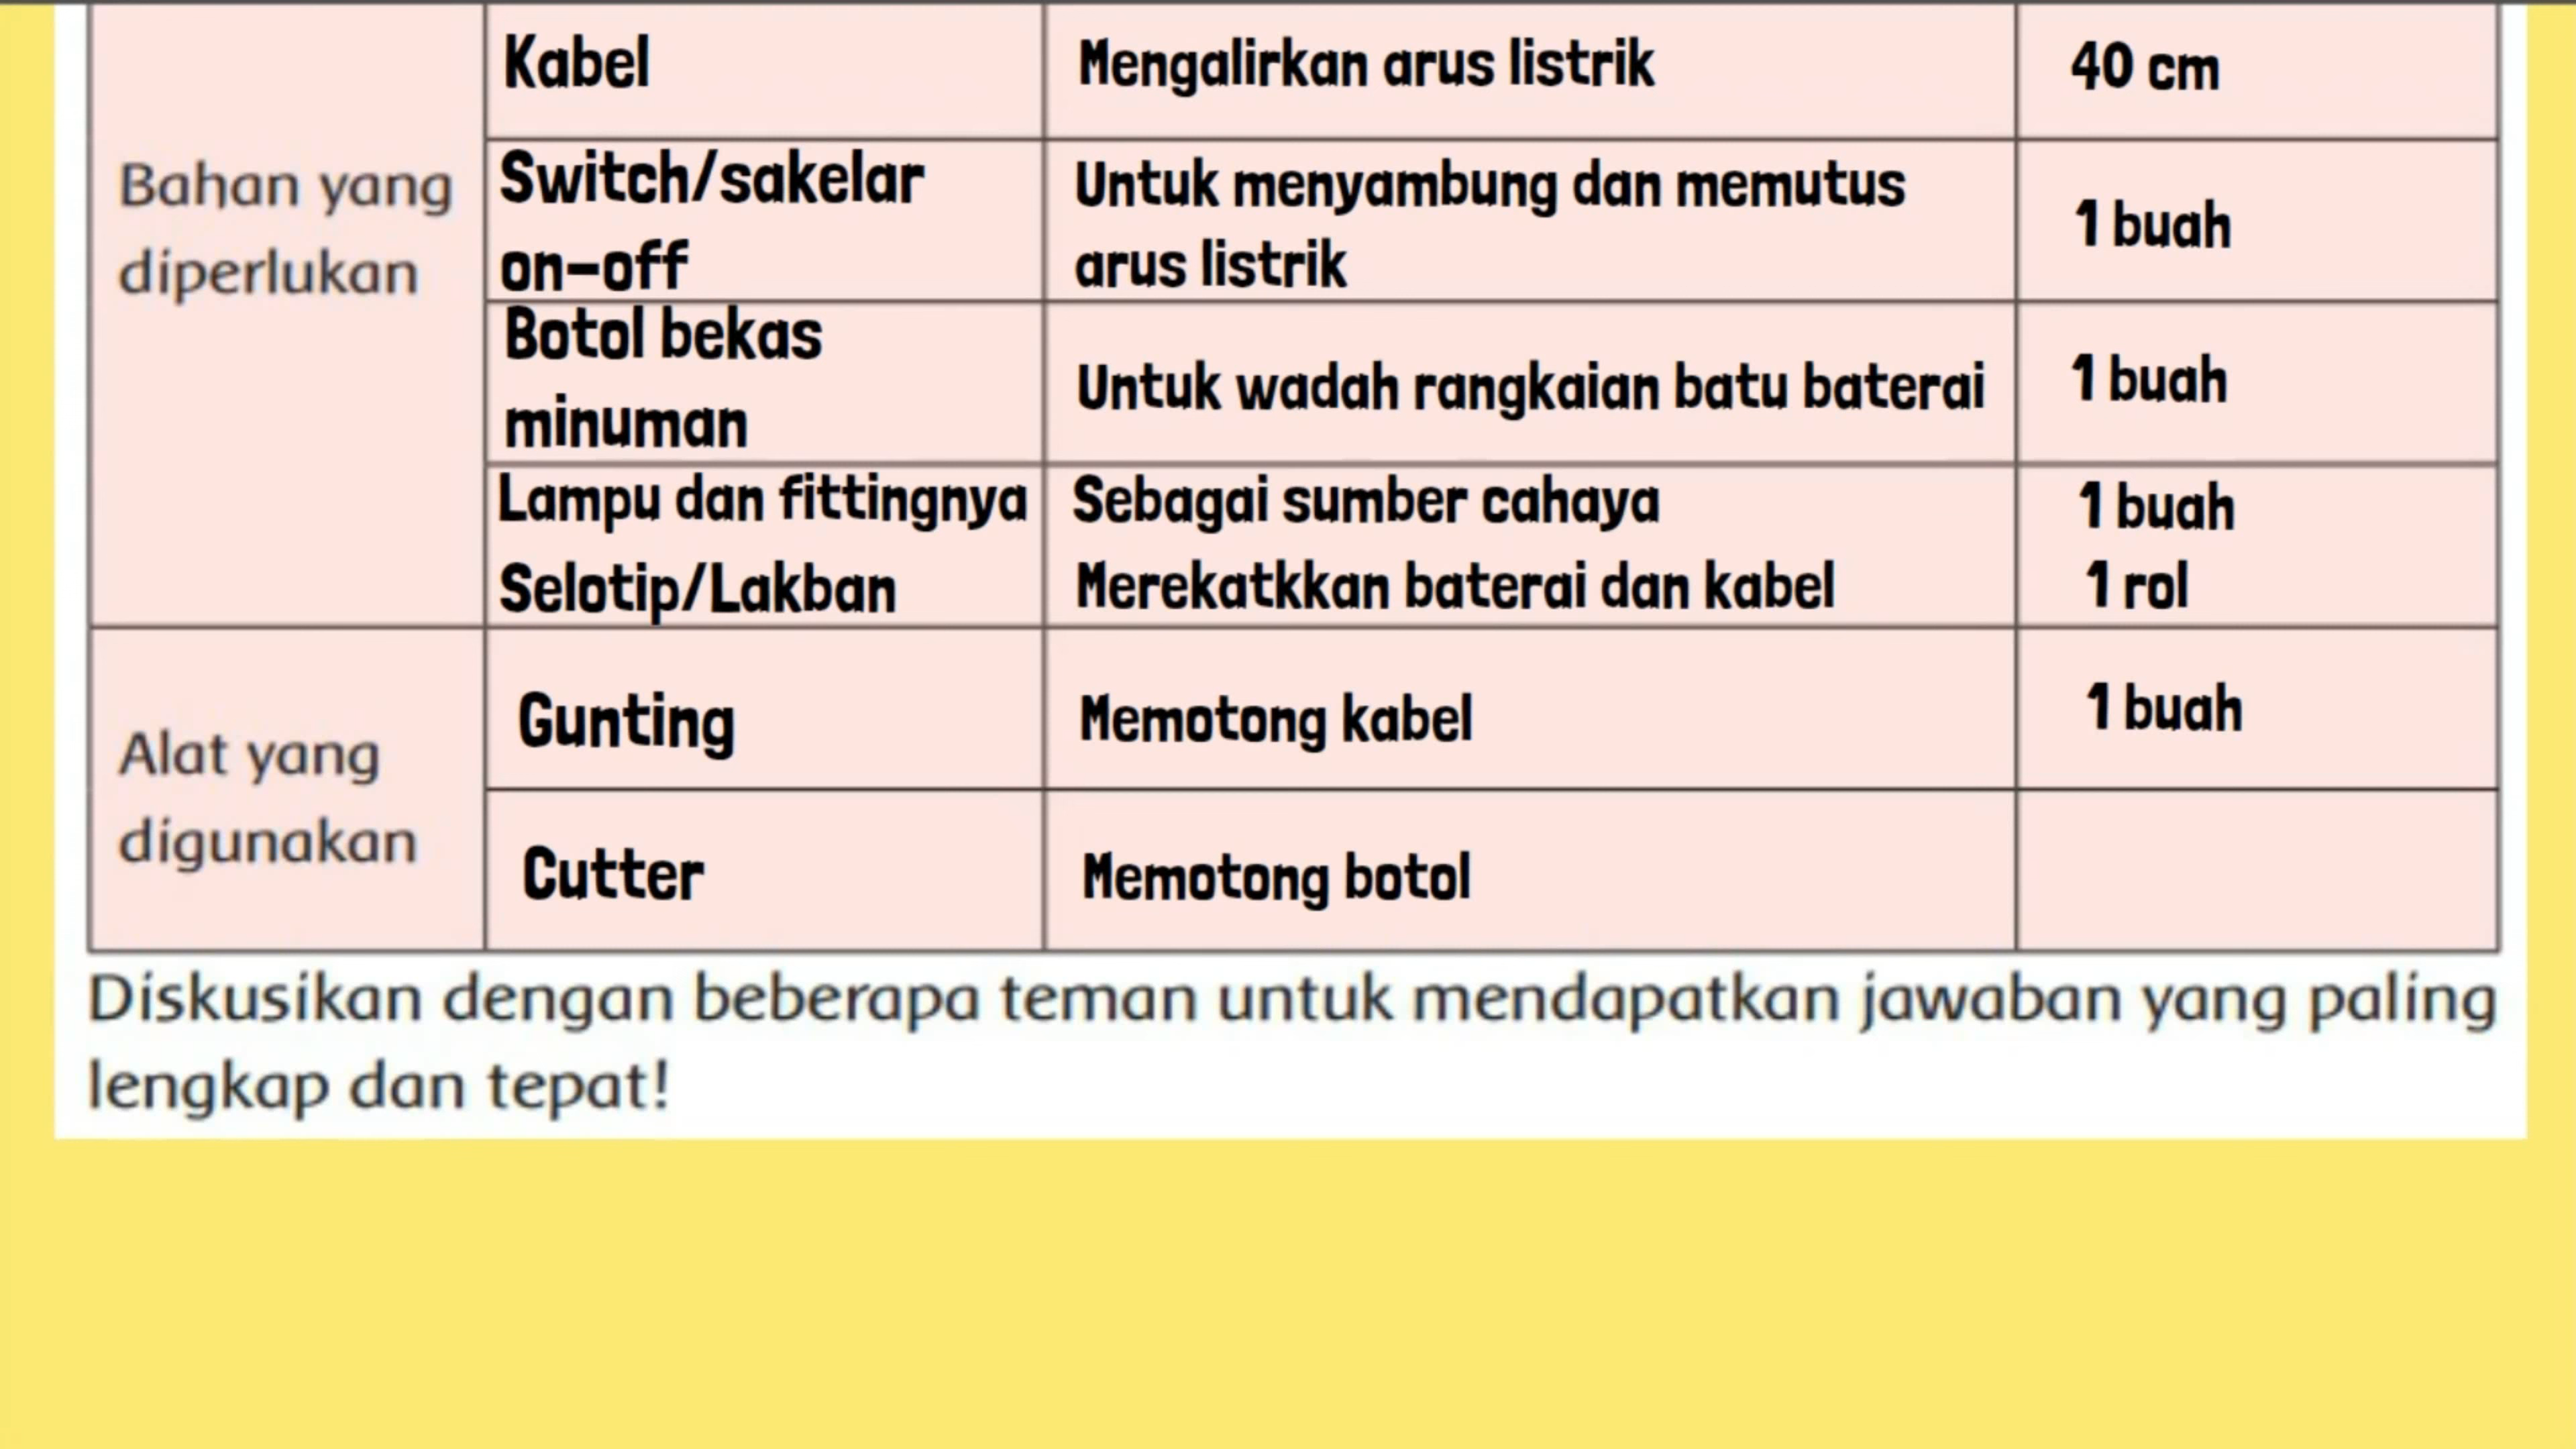 Bahan yang
diperlukan
Kabel
Mengalirkan arus listrik
40 cm
Switch/sakelar
on-off
Untuk menyambung dan memutus
arus listrik
1 buah
Botol bekas
minuman
Untuk wadah rangkaian batu baterai
1 buah
Lampu dan fittingnya
Sebagai sumber cahaya
1 buah
Selotip/Lakban
Merekatkkan baterai dan kabel
1 rol
Alat yang
digunakan
Gunting
Memotong kabel
1 buah
Cutter
Memotong botol
Diskusikan dengan beberapa teman untuk mendapatkan jawaban yang paling
lengkap dan tepat!